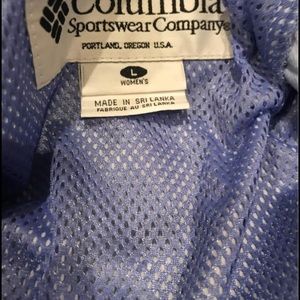 Columbia
Sportswear Company®
PORTLAND, OREGON U.S.A.
L
WOMEN'S
MADE IN SRI LANKA
FABRIQUE AU SRI LANKA